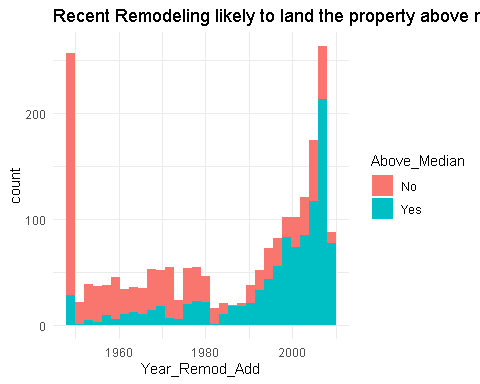 Recent Remodeling likely to land the property above
200
100
0
count
1960
1980
2000
Year_Remod_Add
Above_Median
No
Yes